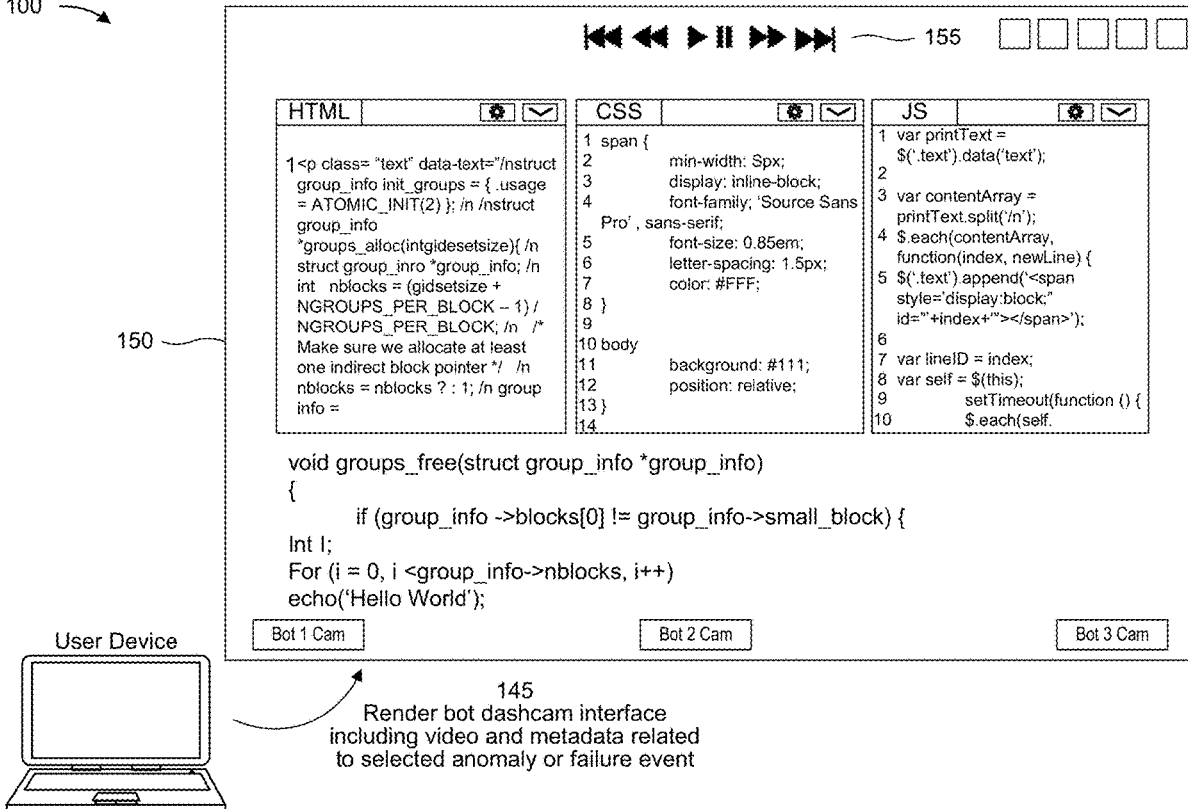 100
155
HTML
1<p class= "text" data-text="/nstruct
group_info init_groups = { .usage
= ATOMIC_INIT(2) }; /n /nstruct
group_info
*groups_alloc(intgidesetsize){ /n
struct group_inro *group_info; /n
int nblocks = (gidsetsize +
NGROUPS_PER_BLOCK – 1) /
NGROUPS_PER_BLOCK; /n /*
Make sure we allocate at least
one indirect block pointer */ /n
nblocks = nblocks ? : 1; /n group
info =
CSS
1 span {
2 min-width: Spx;
3 display: inline-block;
4 font-family; 'Source Sans
Pro' , sans-serif;
5 font-size: 0.85em;
6 letter-spacing: 1.5px;
7 color: #FFF;
8 }
9
10 body
11 background: #111;
12 position: relative;
13 }
14
JS
1 var printText =
$('.text').data('text');
2
3 var contentArray =
printText.split('/n');
4 $.each(contentArray,
function(index, newLine) {
5 $('.text').append('<span
style='display:block;"
id="'+index+'"></span>');
6
7 var lineID = index;
8 var self = $(this);
9 setTimeout(function () {
10 $.each(self.
150
void groups_free(struct group_info *group_info)
{
if (group_info ->blocks[0] != group_info->small_block) {
Int I;
For (i = 0, i <group_info->nblocks, i++)
echo('Hello World');
Bot 1 Cam
Bot 2 Cam
Bot 3 Cam
User Device
145
Render bot dashcam interface
including video and metadata related
to selected anomaly or failure event